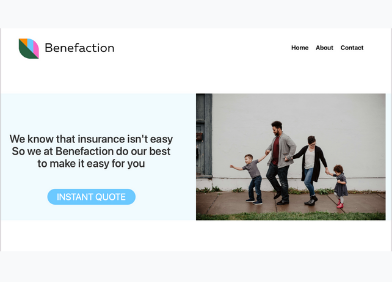 Benefaction
Home About Contact
We know that insurance isn't easy
So we at Benefaction do our best
to make it easy for you
INSTANT QUOTE